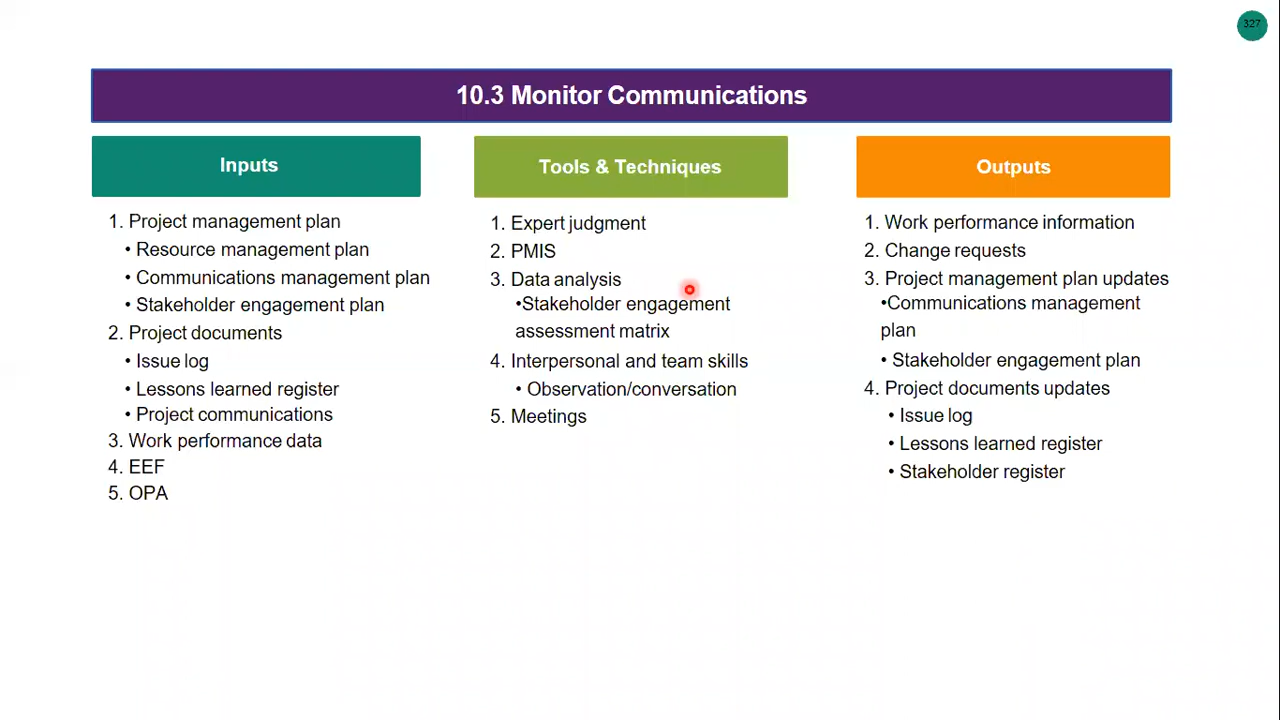 327
10.3 Monitor Communications
Inputs
1. Project management plan
• Resource management plan
• Communications management plan
• Stakeholder engagement plan
2. Project documents
• Issue log
• Lessons learned register
• Project communications
3. Work performance data
4. EEF
5. OPA
Tools & Techniques
1. Expert judgment
2. PMIS
3. Data analysis
•Stakeholder engagement
assessment matrix
4. Interpersonal and team skills
• Observation/conversation
5. Meetings
Outputs
1. Work performance information
2. Change requests
3. Project management plan updates
•Communications management
plan
• Stakeholder engagement plan
4. Project documents updates
• Issue log
• Lessons learned register
• Stakeholder register